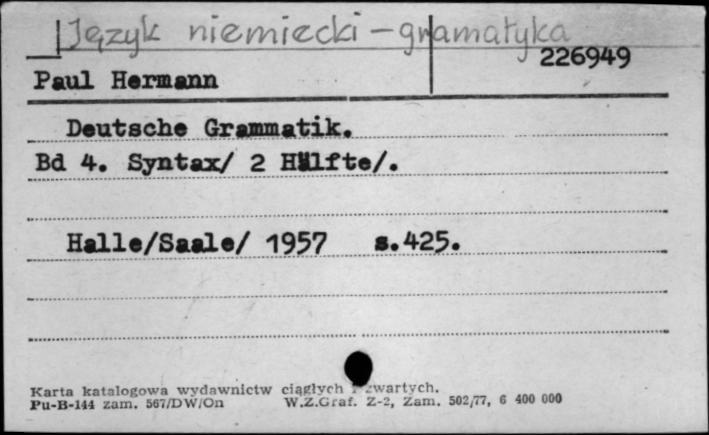 Język niemiecki - gramatyka
226949
Paul Hermann
Deutsche Grammatik.
Bd 4. Syntax/ 2 Hälfte/.
Halle/Saale/ 1957 s.425.
Karta katalogowa wydawnictw ciągłych zwartych.
Pu-B-144 zam. 567/DW/On W.Z.Graf. Z-2, Zam. 502/77, 6 400 000